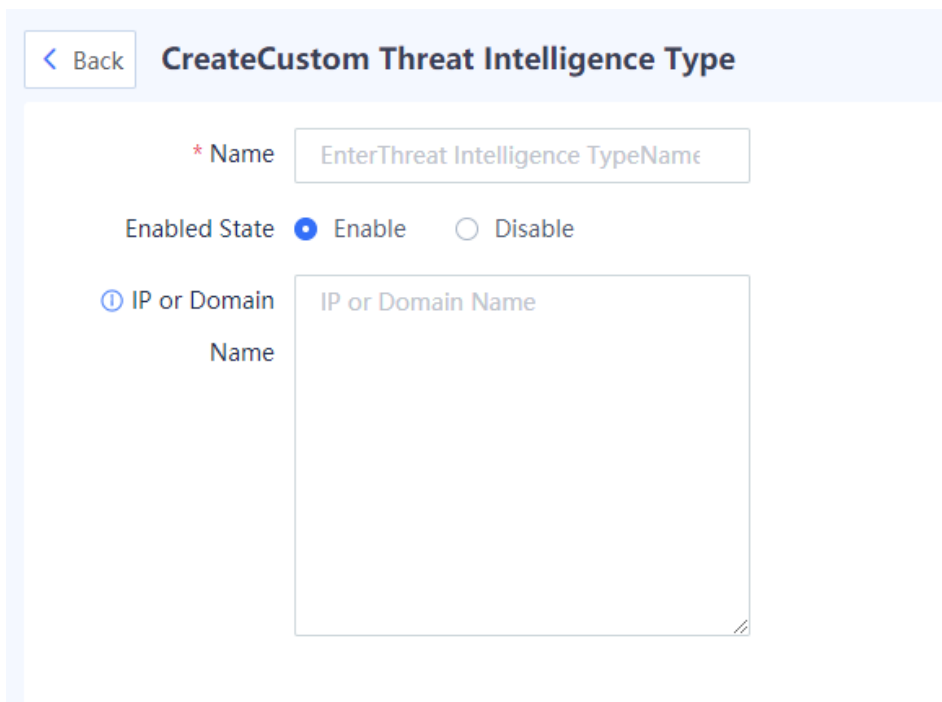 Back CreateCustom Threat Intelligence Type
* Name EnterThreat Intelligence TypeName
Enabled State Enable Disable
IP or Domain IP or Domain Name
Name